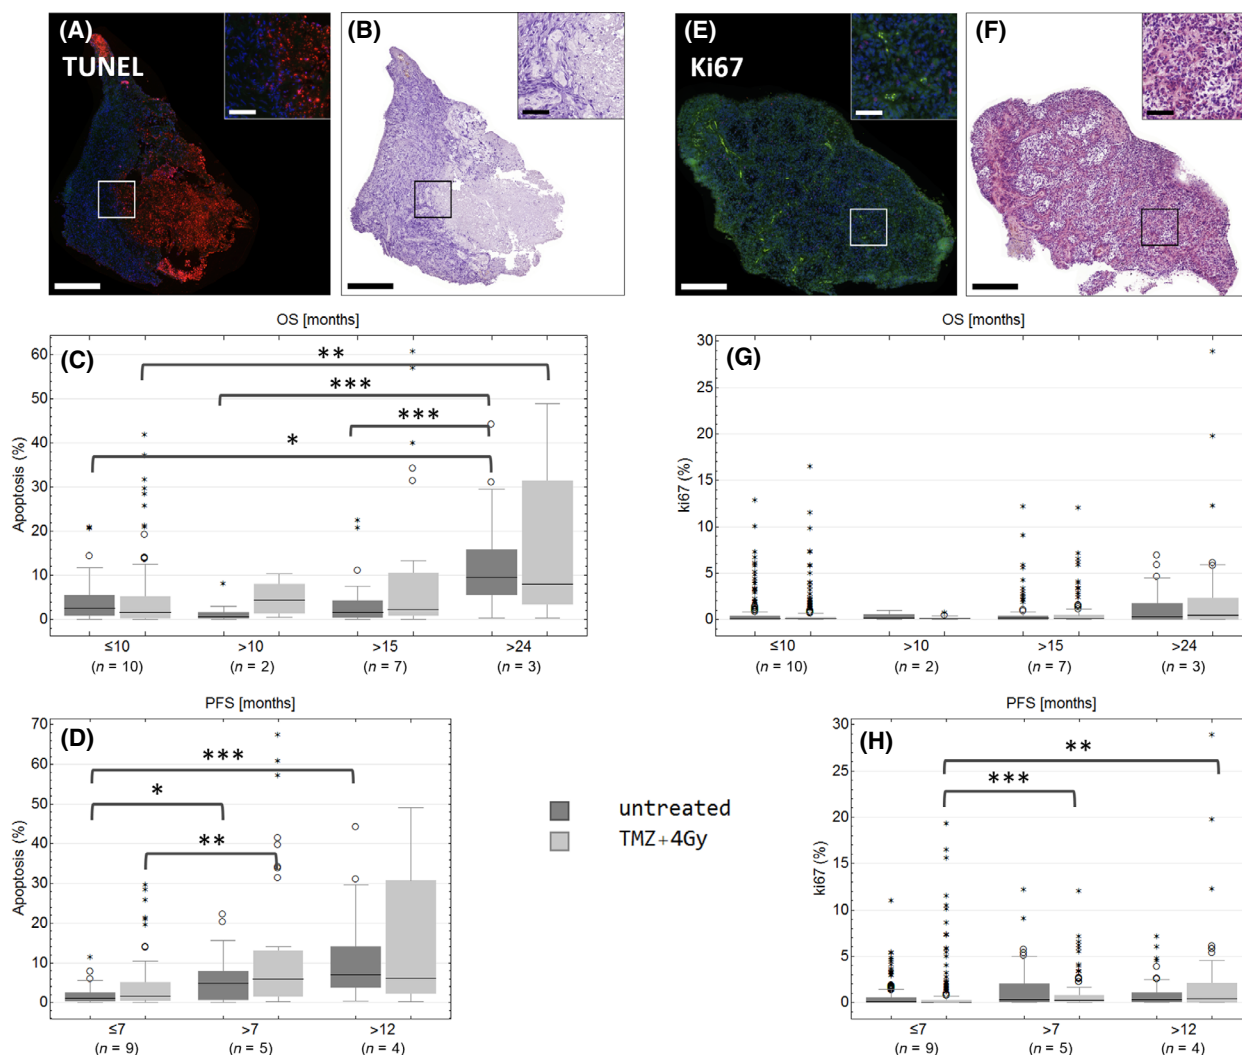 (A)
TUNEL
(B)
(E)
Ki67
(F)
OS [months]
(C)
Apoptosis (%)
60
50
40
30
20
10
0
**
***
***
*
≤10 >10 >15 >24
(n = 10) (n = 2) (n = 7) (n = 3)
OS [months]
(G)
ki67 (%)
30
25
20
15
10
5
0
≤10 >10 >15 >24
(n = 10) (n = 2) (n = 7) (n = 3)
PFS [months]
(D)
Apoptosis (%)
70
60
50
40
30
20
10
0
***
*
**
≤7 >7 >12
(n = 9) (n = 5) (n = 4)
untreated
TMZ+4Gy
PFS [months]
(H)
ki67 (%)
30
25
20
15
10
5
0
**
***
≤7 >7 >12
(n = 9) (n = 5) (n = 4)